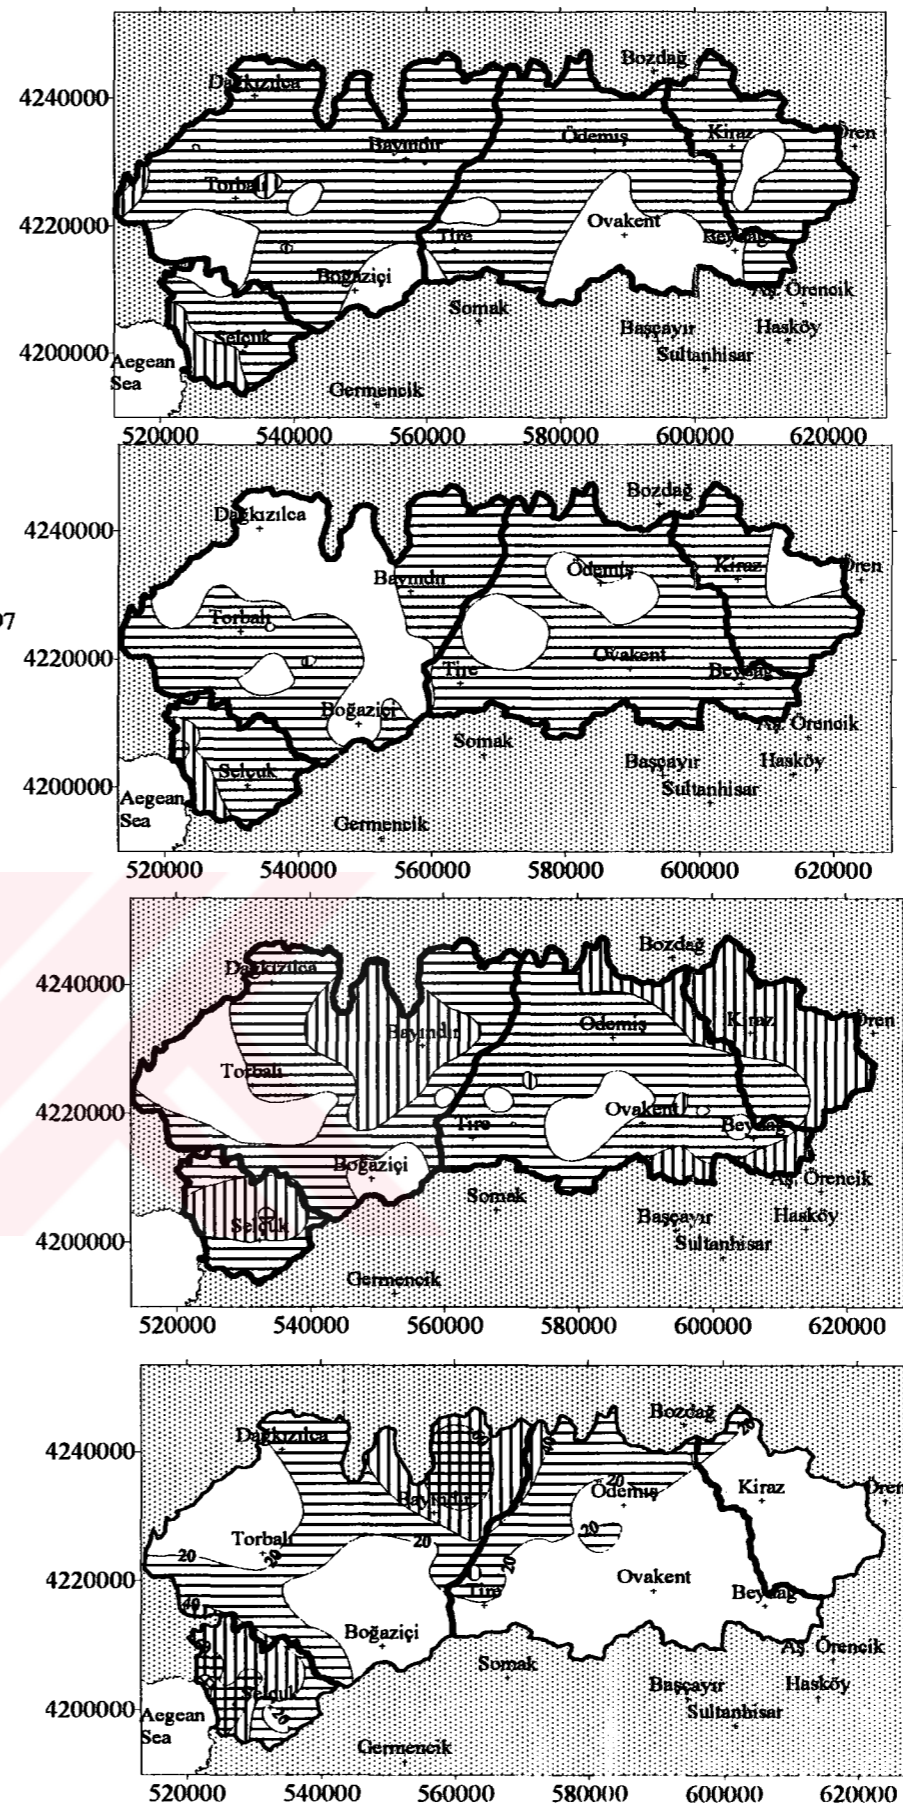 Bozdağ
4240000
Dağkızılca
Kiraz
Ören
Ödemiş
Bayındır
Torbalı
4220000
Ovakent
Tire
Beydağ
Boğaziçi
Aş. Örencik
Somak
Selçuk
Başçayır
Hasköy
4200000
Sultanhisar
Aegean
Sea
Germencik
520000 540000 560000 580000 600000 620000
Bozdağ
4240000
Dağkızılca
Ödemiş
Kiraz
Ören
Bayındır
97
Torbalı
4220000
Ovakent
Tire
Beydağ
Boğaziçi
Aş. Örencik
Somak
Selçuk
Başçayır
Hasköy
4200000
Sultanhisar
Aegean
Sea
Germencik
520000 540000 560000 580000 600000 620000
Bozdağ
Dağkızılca
4240000
Bayındır
Ödemiş
Kiraz
Ören
Torbalı
4220000
Ovakent
Tire
Beydağ
Boğaziçi
Aş. Örencik
Somak
Selçuk
Başçayır
Hasköy
4200000
Sultanhisar
Germencik
520000 540000 560000 580000 600000 620000
Bozdağ
20
4240000
Dağkızılca
40
20
Ödemiş
Kiraz
Ören
Bayındır
20
Torbalı
20
20
20
20
4220000
Tire
Ovakent
Beydağ
40
Boğaziçi
Aş. Örencik
Somak
Selçuk
Başçayır
Hasköy
4200000
Sultanhisar
Aegean
Sea
Germencik
520000 540000 560000 580000 600000 620000